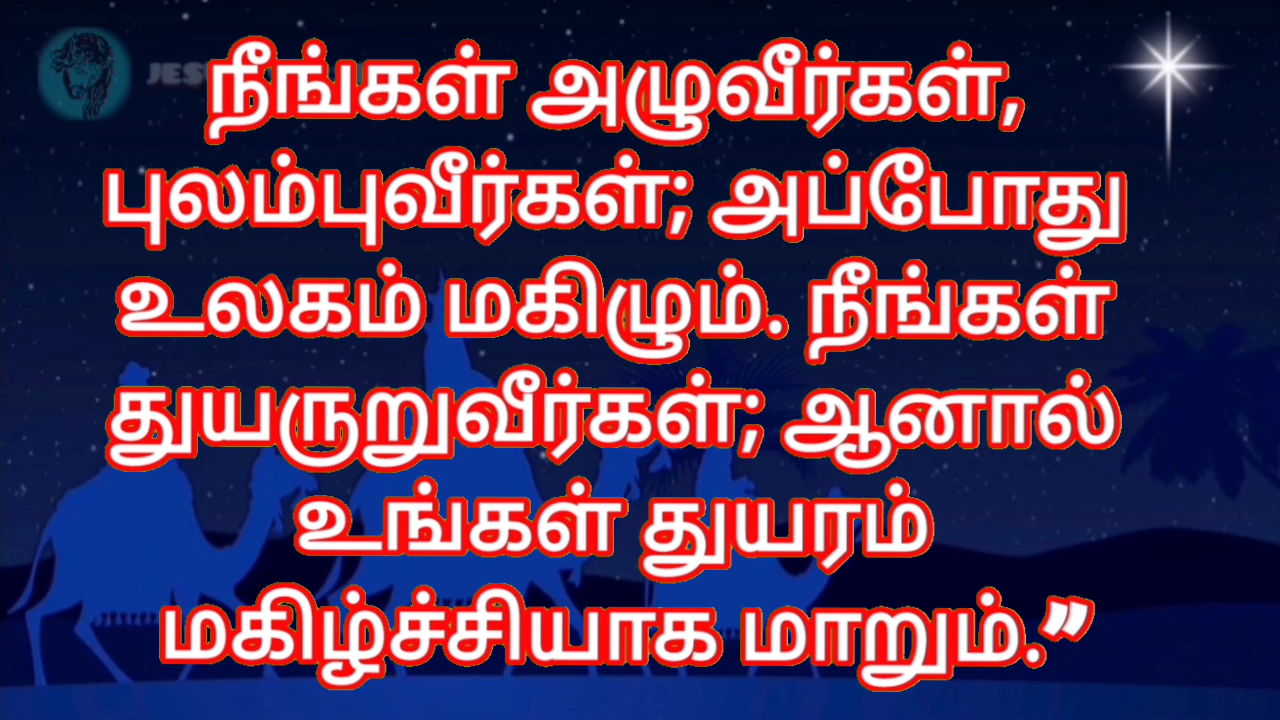 நீங்கள் அழுவீர்கள்,
புலம்புவீர்கள்; அப்போது
உலகம் மகிழும். நீங்கள்
துயருறுவீர்கள்; ஆனால்
உங்கள் துயரம்
மகிழ்ச்சியாக மாறும்.”